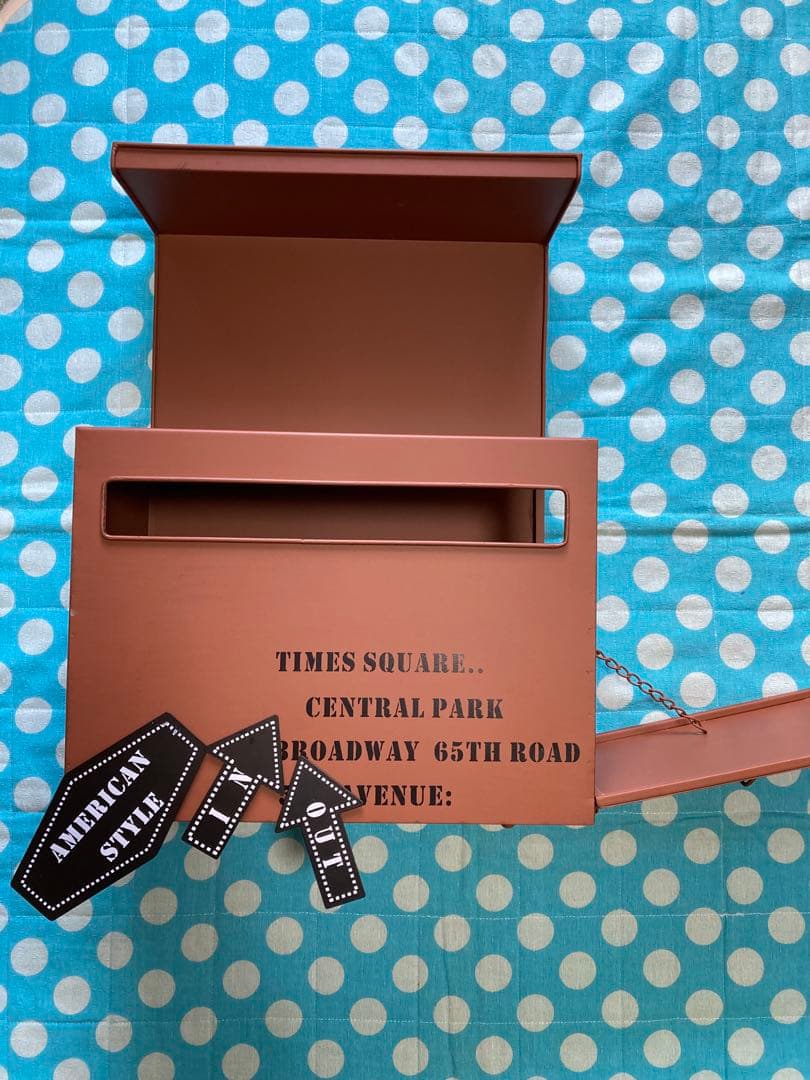 TIMES SQUARE..
CENTRAL PARK
BROADWAY 65TH ROAD
AVENUE:
AMERICAN
STYLE
IN
OUT